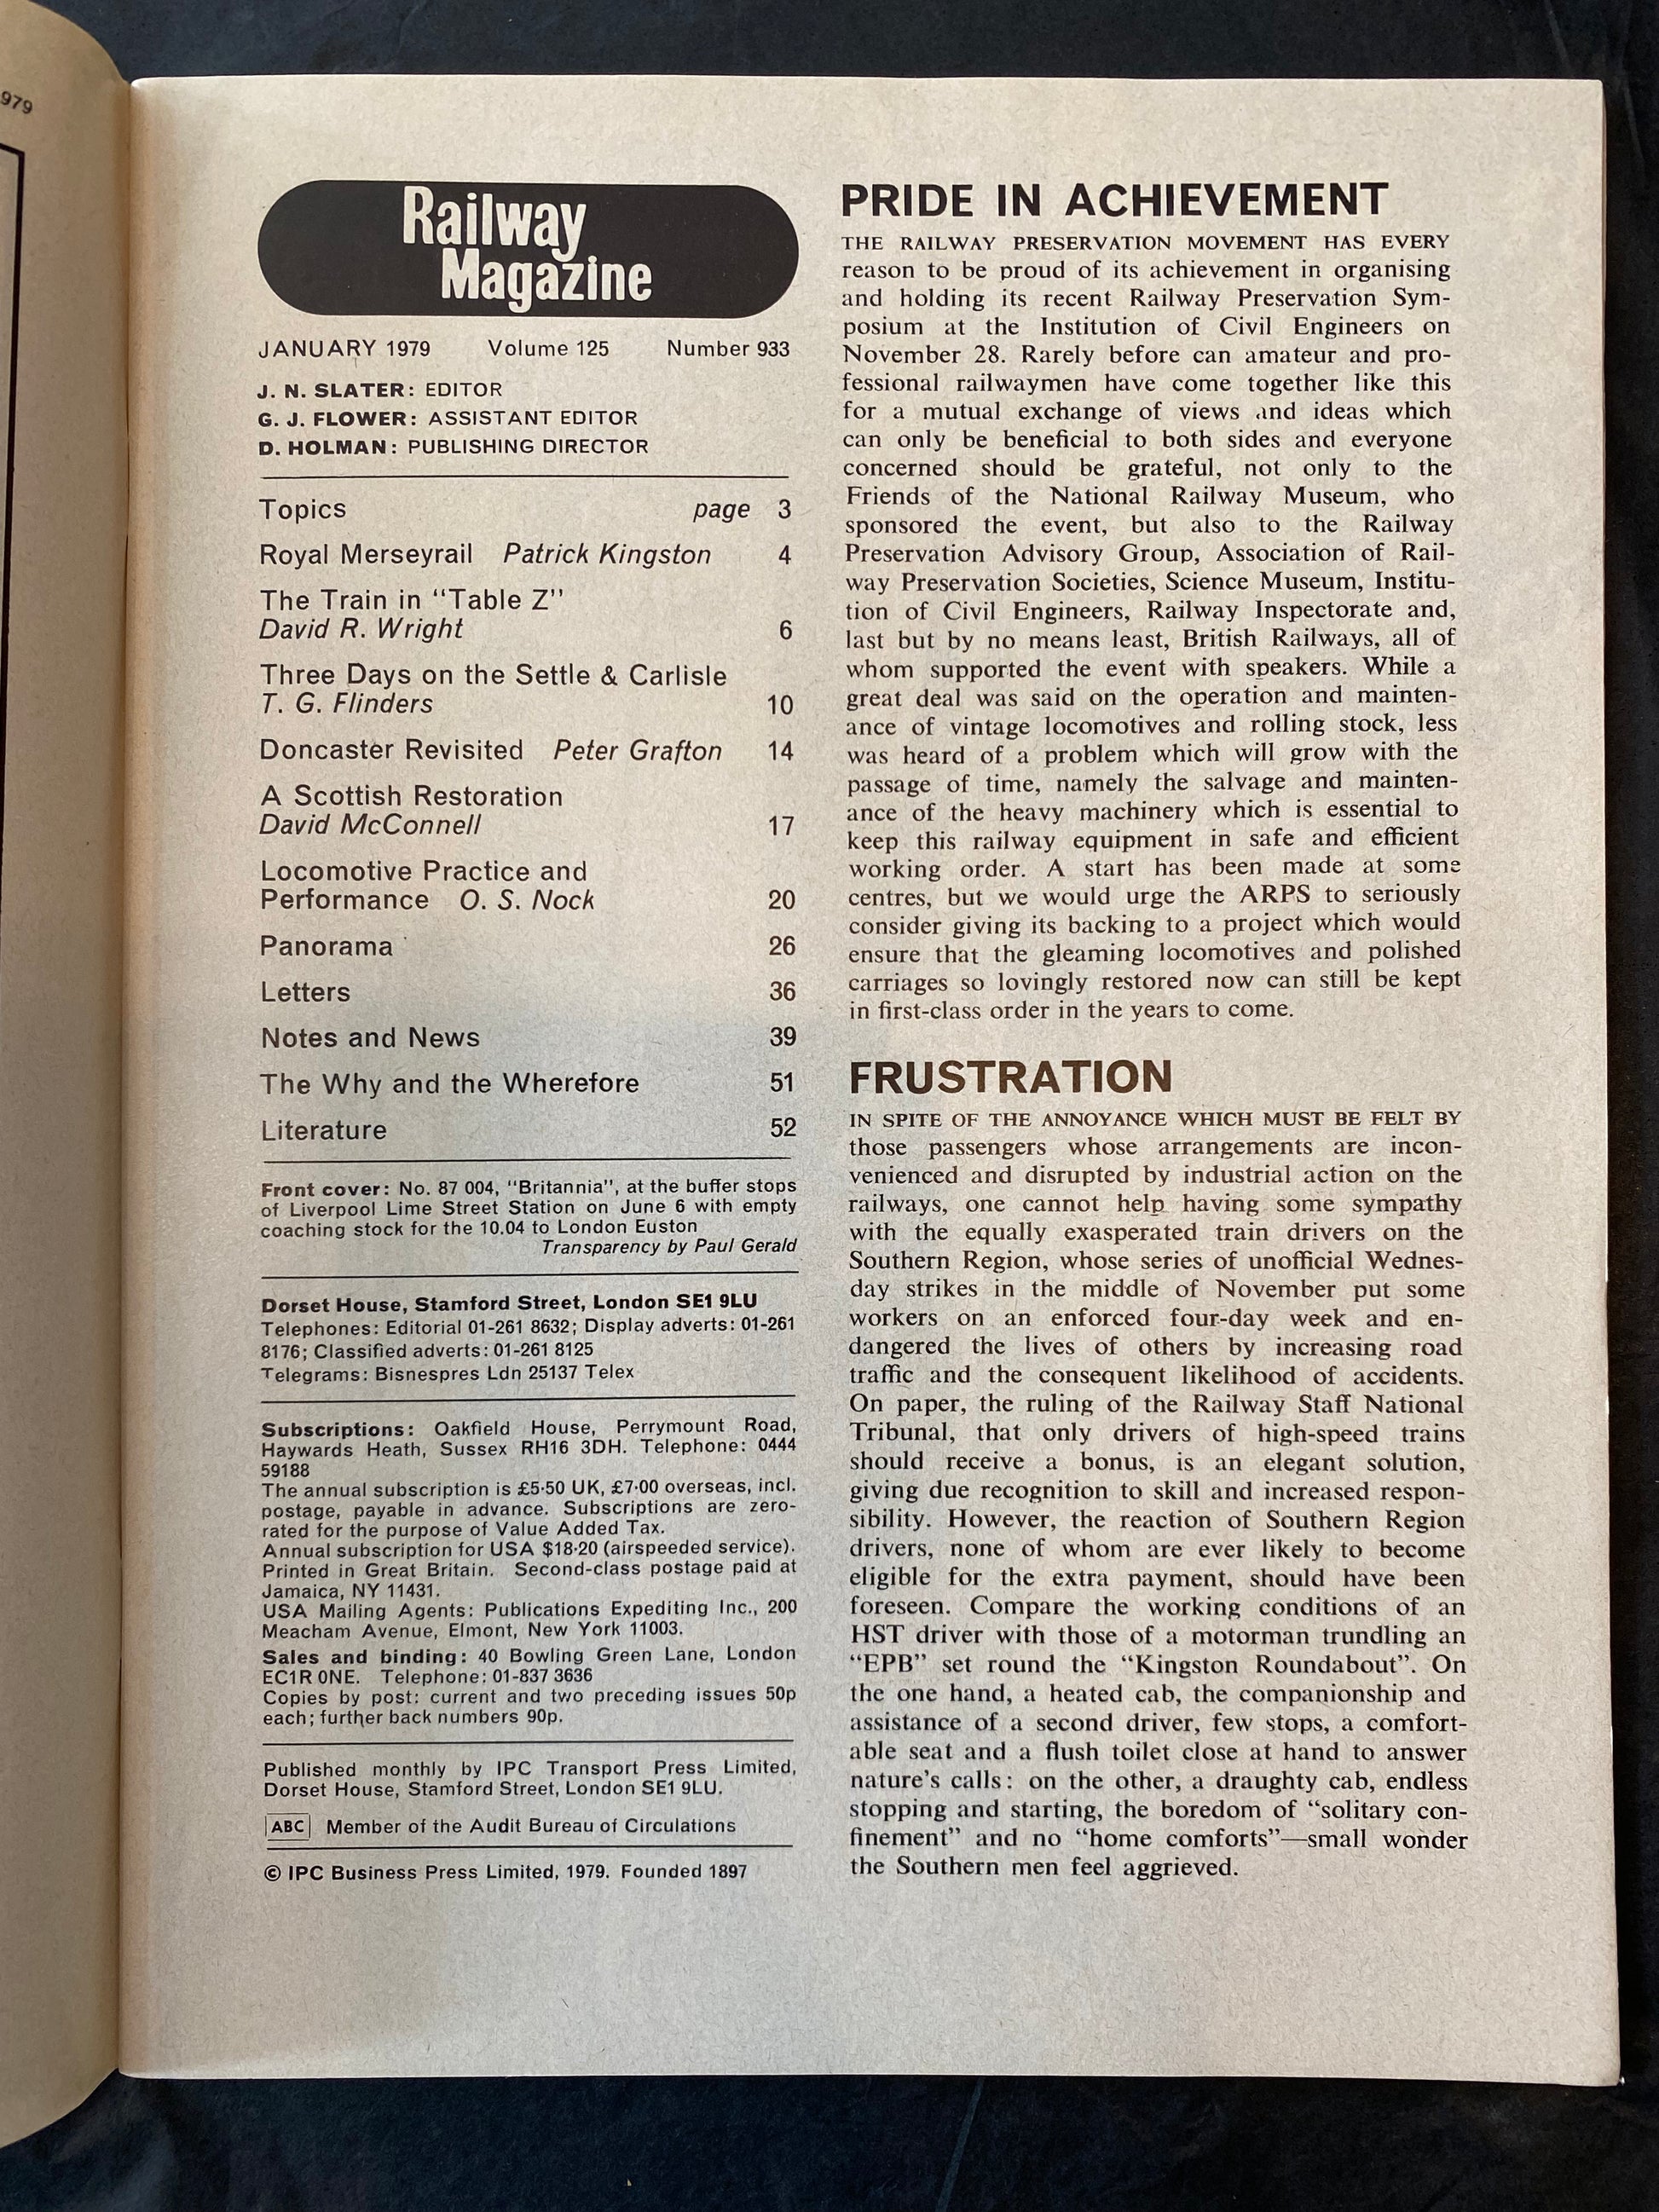 979
Railway
Magazine
JANUARY 1979 Volume 125 Number 933
J. N. SLATER: EDITOR
G. J. FLOWER: ASSISTANT EDITOR
D. HOLMAN: PUBLISHING DIRECTOR
Topics page 3
Royal Merseyrail Patrick Kingston 4
The Train in “Table Z”
David R. Wright 6
Three Days on the Settle & Carlisle
T. G. Flinders 10
Doncaster Revisited Peter Grafton 14
A Scottish Restoration
David McConnell 17
Locomotive Practice and
Performance O. S. Nock 20
Panorama 26
Letters 36
Notes and News 39
The Why and the Wherefore 51
Literature 52
Front cover: No. 87 004, “Britannia”, at the buffer stops
of Liverpool Lime Street Station on June 6 with empty
coaching stock for the 10.04 to London Euston
Transparency by Paul Gerald
Dorset House, Stamford Street, London SE1 9LU
Telephones: Editorial 01-261 8632; Display adverts: 01-261
8176; Classified adverts: 01-261 8125
Telegrams: Bisnespres Ldn 25137 Telex
Subscriptions: Oakfield House, Perrymount Road,
Haywards Heath, Sussex RH16 3DH. Telephone: 0444
59188
The annual subscription is £5·50 UK, £7·00 overseas, incl.
postage, payable in advance. Subscriptions are zero-
rated for the purpose of Value Added Tax.
Annual subscription for USA $18·20 (airspeeded service).
Printed in Great Britain. Second-class postage paid at
Jamaica, NY 11431.
USA Mailing Agents: Publications Expediting Inc., 200
Meacham Avenue, Elmont, New York 11003.
Sales and binding: 40 Bowling Green Lane, London
EC1R 0NE. Telephone: 01-837 3636
Copies by post: current and two preceding issues 50p
each; further back numbers 90p.
Published monthly by IPC Transport Press Limited,
Dorset House, Stamford Street, London SE1 9LU.
ABC Member of the Audit Bureau of Circulations
© IPC Business Press Limited, 1979. Founded 1897
PRIDE IN ACHIEVEMENT
THE RAILWAY PRESERVATION MOVEMENT HAS EVERY
reason to be proud of its achievement in organising
and holding its recent Railway Preservation Sym-
posium at the Institution of Civil Engineers on
November 28. Rarely before can amateur and pro-
fessional railwaymen have come together like this
for a mutual exchange of views and ideas which
can only be beneficial to both sides and everyone
concerned should be grateful, not only to the
Friends of the National Railway Museum, who
sponsored the event, but also to the Railway
Preservation Advisory Group, Association of Rail-
way Preservation Societies, Science Museum, Institu-
tion of Civil Engineers, Railway Inspectorate and,
last but by no means least, British Railways, all of
whom supported the event with speakers. While a
great deal was said on the operation and mainten-
ance of vintage locomotives and rolling stock, less
was heard of a problem which will grow with the
passage of time, namely the salvage and mainten-
ance of the heavy machinery which is essential to
keep this railway equipment in safe and efficient
working order. A start has been made at some
centres, but we would urge the ARPS to seriously
consider giving its backing to a project which would
ensure that the gleaming locomotives and polished
carriages so lovingly restored now can still be kept
in first-class order in the years to come.
FRUSTRATION
IN SPITE OF THE ANNOYANCE WHICH MUST BE FELT BY
those passengers whose arrangements are incon-
venienced and disrupted by industrial action on the
railways, one cannot help having some sympathy
with the equally exasperated train drivers on the
Southern Region, whose series of unofficial Wednes-
day strikes in the middle of November put some
workers on an enforced four-day week and en-
dangered the lives of others by increasing road
traffic and the consequent likelihood of accidents.
On paper, the ruling of the Railway Staff National
Tribunal, that only drivers of high-speed trains
should receive a bonus, is an elegant solution,
giving due recognition to skill and increased respon-
sibility. However, the reaction of Southern Region
drivers, none of whom are ever likely to become
eligible for the extra payment, should have been
foreseen. Compare the working conditions of an
HST driver with those of a motorman trundling an
“EPB” set round the “Kingston Roundabout”. On
the one hand, a heated cab, the companionship and
assistance of a second driver, few stops, a comfort-
able seat and a flush toilet close at hand to answer
nature’s calls: on the other, a draughty cab, endless
stopping and starting, the boredom of “solitary con-
finement” and no “home comforts”—small wonder
the Southern men feel aggrieved.